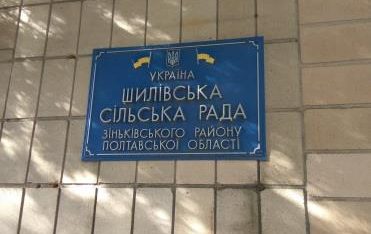 УКРАЇНА
ШИЛІВСЬКА
СІЛЬСЬКА РАДА
ЗІНЬКІВСЬКОГО РАЙОНУ
ПОЛТАВСЬКОЇ ОБЛАСТІ